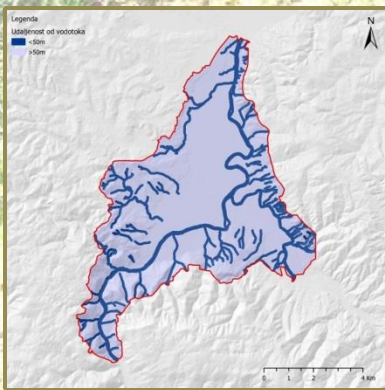 Legenda
Udaljenost od vodotoka
<50m
>50m
N
0 1 2 4 km